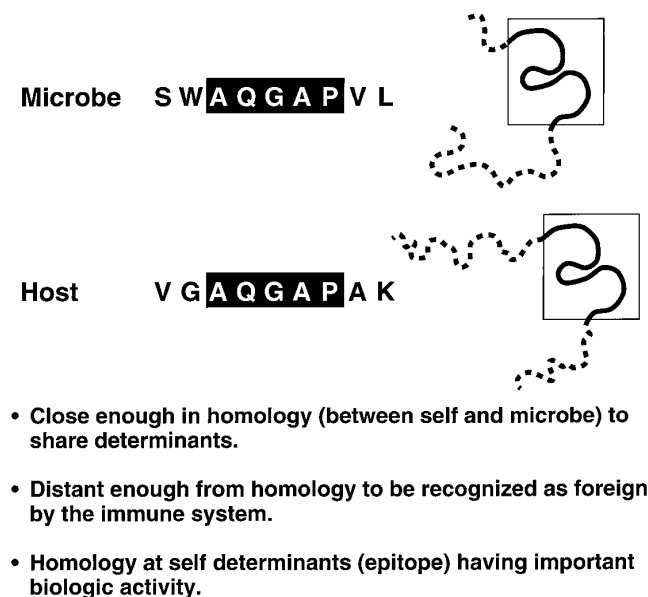 Microbe S W A Q G A P V L
Host V G A Q G A P A K
• Close enough in homology (between self and microbe) to
share determinants.
• Distant enough from homology to be recognized as foreign
by the immune system.
• Homology at self determinants (epitope) having important
biologic activity.